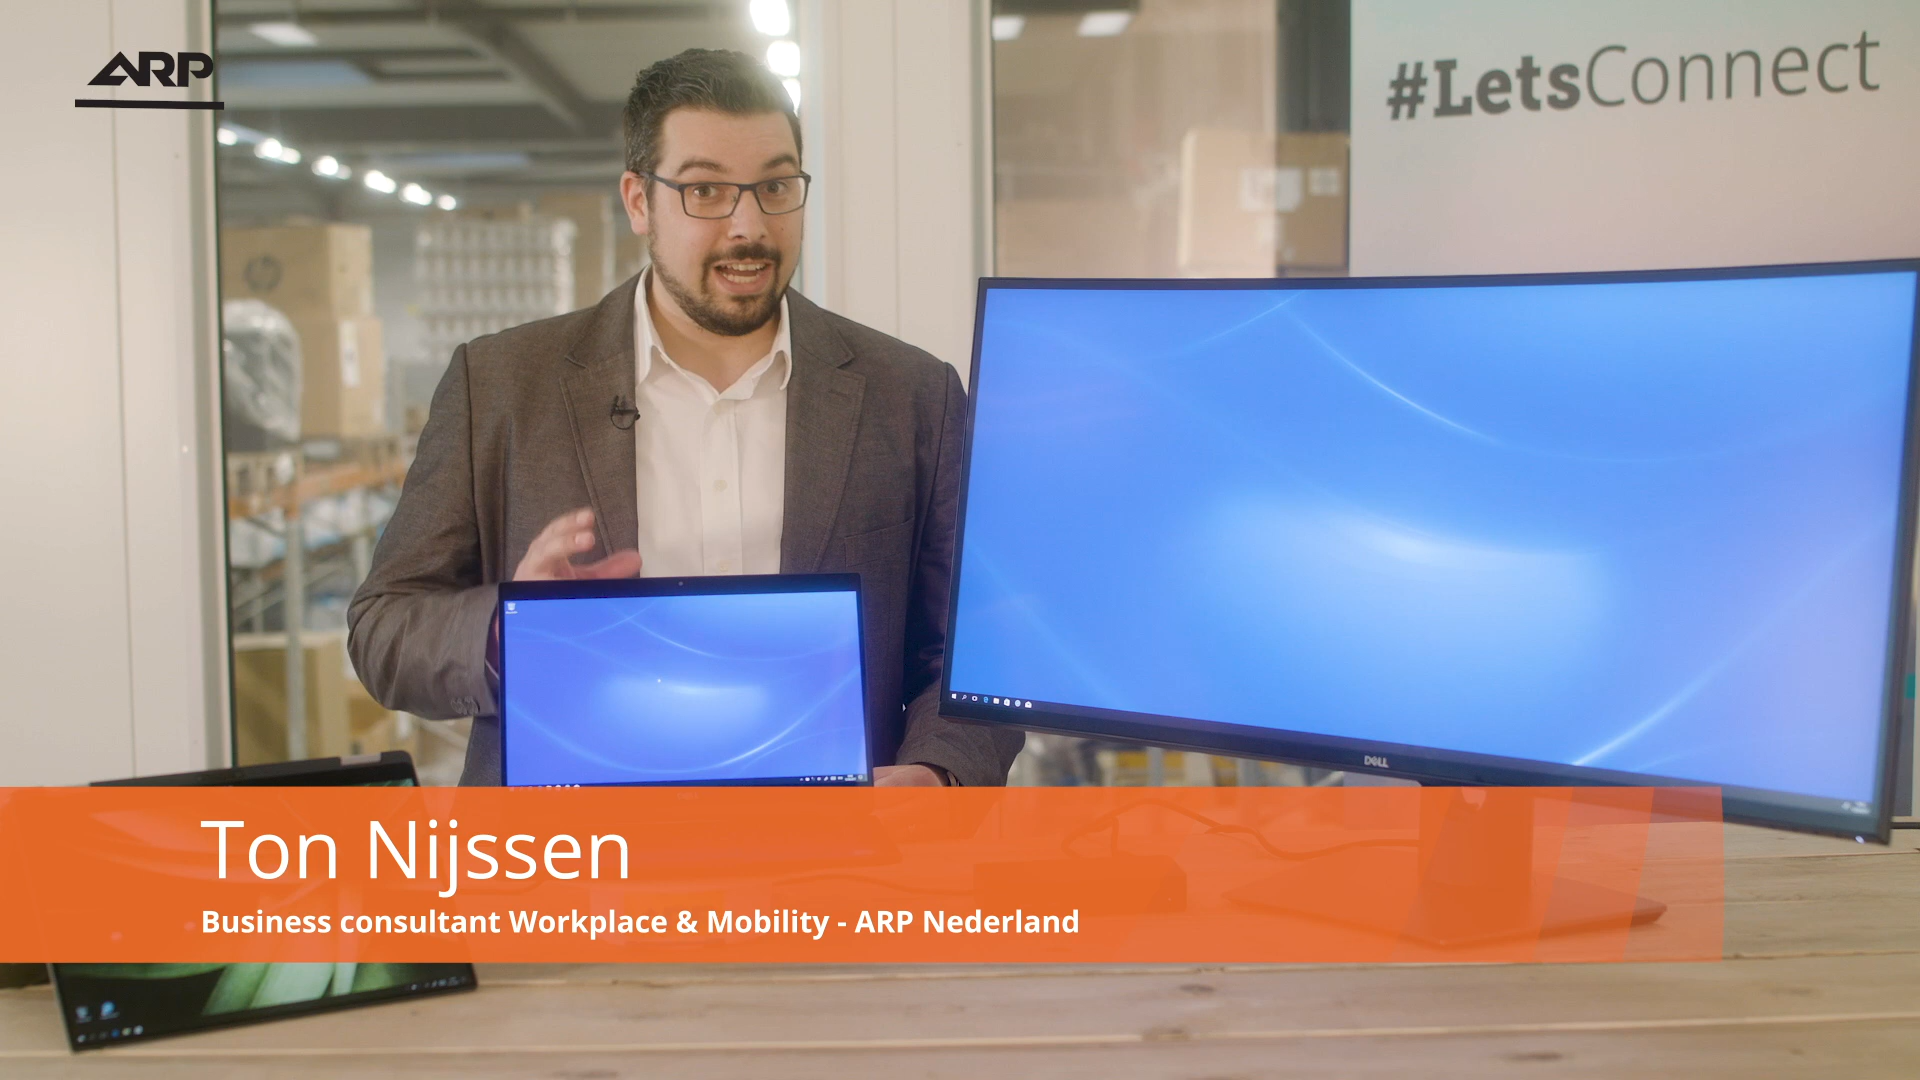 ARP
#LetsConnect
DELL
Ton Nijssen
Business consultant Workplace & Mobility - ARP Nederland